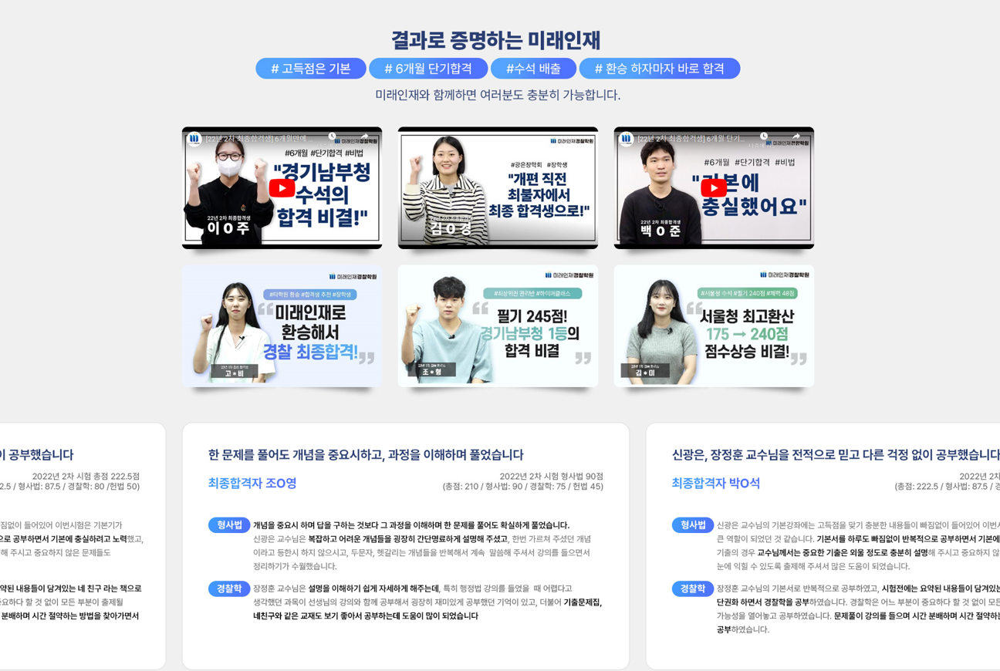 결과로 증명하는 미래인재
# 고득점은 기본
# 6개월 단기합격
#수석 배출
# 환승 하자마자 바로 합격
미래인재와 함께하면 여러분도 충분히 가능합니다.
[22년 2차 최종합격생] 6개월만에 ...
미래인재경찰학원
#6개월 #단기합격 #비법
"경기남부청
수석의
합격 비결!"
22년 2차 최종합격생
이O주
미래인재경찰학원
#광은장학회 #장학생
"개편 직전
최불자에서
최종 합격생으로!"
22년 2차 최종합격생
김O경
[22년 2차 최종합격생] 6개월 단기...
미래인재경찰학원
#6개월 #단기합격 #비법
"기본에
충실했어요"
22년 2차 최종합격생
백O준
미래인재경찰학원
#타학원 환승 #합격생 추천 #장학생
미래인재로
환승해서
경찰 최종합격!
고*비
미래인재경찰학원
#최상위권 관리반 #하이퍼클래스
필기 245점!
경기남부청 1등의
합격 비결
조*형
미래인재경찰학원
#서울청 수석 #필기 240점 #체력 48점
서울청 최고환산
175 → 240점
점수상승 비결!
김*미
이 공부했습니다
2022년 2차 시험 총점 222.5점
2.5 / 형사법: 87.5 / 경찰학: 80 /헌법 50)
짐없이 들어있어 이번시험은 기본기가
으로 공부하면서 기본에 충실하려고 노력했고,
해 주시고 중요하지 않은 문제들도
약된 내용들이 담겨있는 네 친구 라는 책으로
중요하다 할 것 없이 모든 부분이 출제될
분배하며 시간 절약하는 방법을 찾아가면서
한 문제를 풀어도 개념을 중요시하고, 과정을 이해하며 풀었습니다
최종합격자 조O영
2022년 2차 시험 형사법 90점
(총점: 210 / 형사법: 90 / 경찰학: 75 / 헌법 45)
형사법
개념을 중요시 하며 답을 구하는 것보다 그 과정을 이해하며 한 문제를 풀어도 확실하게 풀었습니다.
신광은 교수님은 복잡하고 어려운 개념들을 굉장히 간단명료하게 설명해 주셨고, 한번 가르쳐 주셨던 개념
이라고 등한시 하지 않으시고, 두문자, 헷갈리는 개념들을 반복해서 계속 말씀해 주셔서 강의를 들으면서
정리하기가 수월했습니다.
경찰학
장정훈 교수님은 설명을 이해하기 쉽게 자세하게 해주는데, 특히 행정법 강의를 들었을 때 어렵다고
생각했던 과목이 선생님의 강의와 함께 공부해서 굉장히 재미있게 공부했던 기억이 있고, 더불어 기출문제집,
네친구와 같은 교재도 보기 좋아서 공부하는데 도움이 많이 되었습니다
신광은, 장정훈 교수님을 전적으로 믿고 다른 걱정 없이 공부했습니다
최종합격자 박O석
2022년 2차
(총점: 222.5 / 형사법: 87.5 / 경
형사법
신광은 교수님의 기본강좌에는 고득점을 맞기 충분한 내용들이 빠짐없이 들어있어 이번시
큰 역할이 되었던 것 같습니다. 기본서를 하루도 빠짐없이 반복적으로 공부하면서 기본에
기출의 경우 교수님께서는 중요한 기출은 외울 정도로 충분히 설명해 주시고 중요하지 않
눈에 익힐 수 있도록 출제해 주셔서 많은 도움이 되었습니다.
경찰학
장정훈 교수님의 기본서로 반복적으로 공부하였고, 시험전에는 요약된 내용들이 담겨있는
단권화 하면서 경찰학을 공부하였습니다. 경찰학은 어느 부분이 중요하다 할 것 없이 모든
가능성을 열어놓고 공부하였습니다. 문제풀이 강의를 들으며 시간 분배하며 시간 절약하는
공부하였습니다.